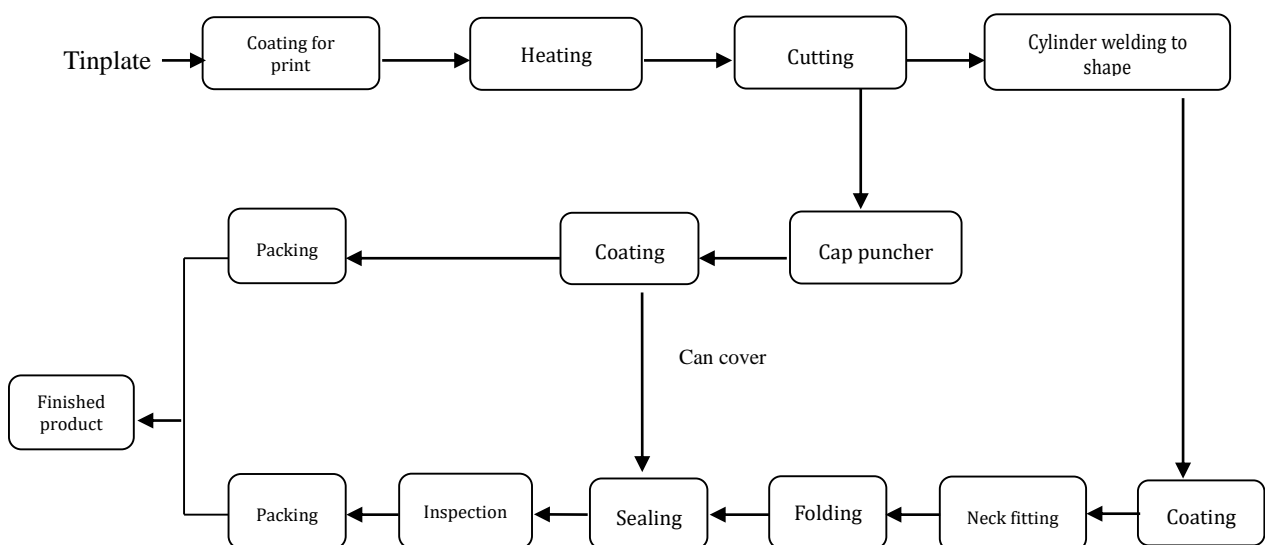 Tinplate
Coating for
print
Heating
Cutting
Cylinder welding to
shape
Packing
Coating
Cap puncher
Can cover
Finished
product
Packing
Inspection
Sealing
Folding
Neck fitting
Coating